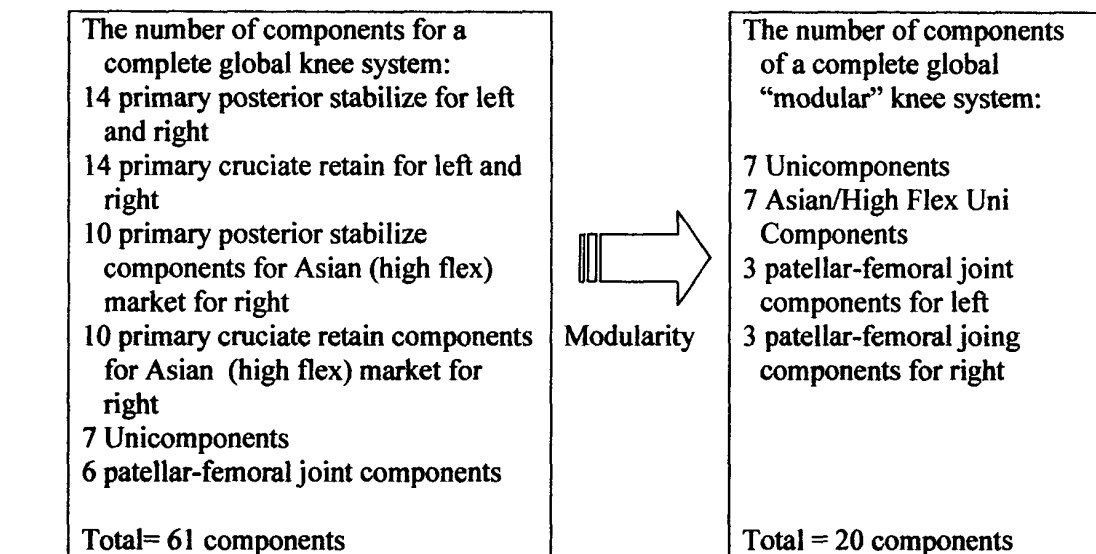 The number of components for a
complete global knee system:
14 primary posterior stabilize for left
and right
14 primary cruciate retain for left and
right
10 primary posterior stabilize
components for Asian (high flex)
market for right
10 primary cruciate retain components
for Asian (high flex) market for
right
7 Unicomponents
6 patellar-femoral joint components
Total= 61 components
Modularity
The number of components
of a complete global
“modular” knee system:
7 Unicomponents
7 Asian/High Flex Uni
Components
3 patellar-femoral joint
components for left
3 patellar-femoral joing
components for right
Total = 20 components